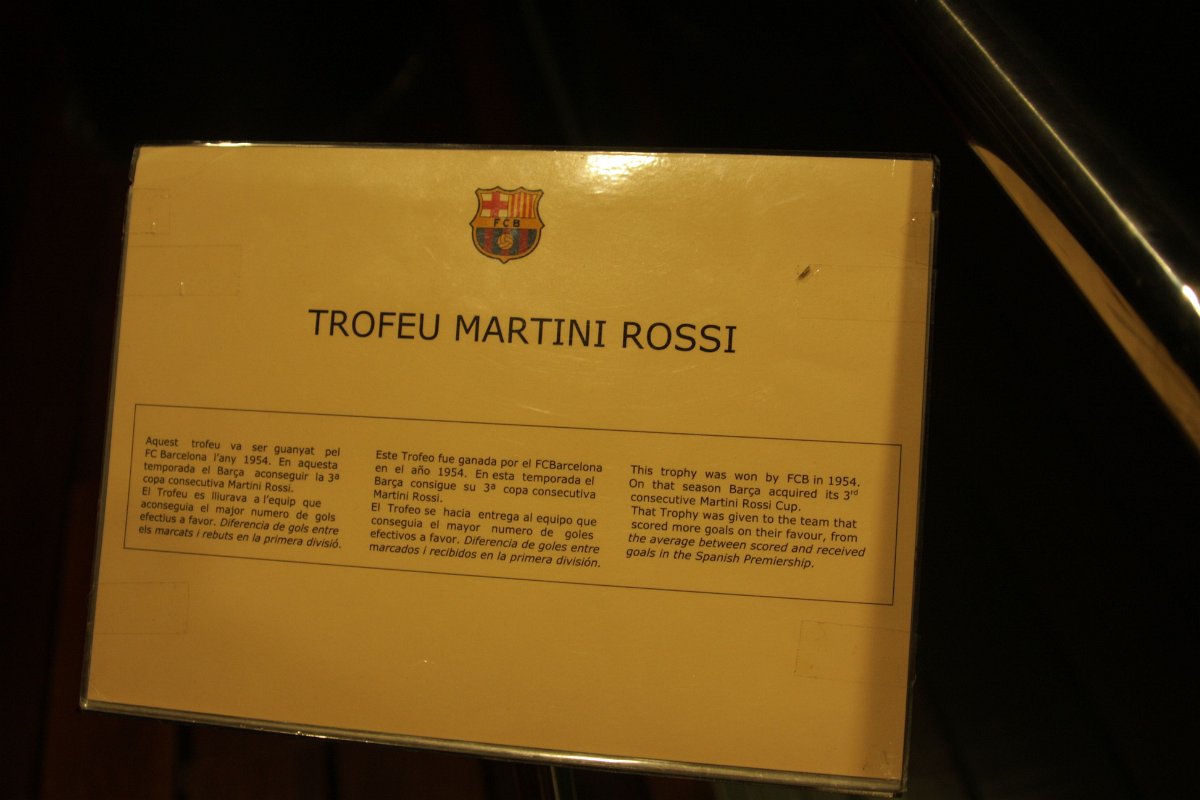 FCB
TROFEU MARTINI ROSSI
Aquest trofeu va ser guanyat pel
FC Barcelona l'any 1954. En aquesta
temporada el Barça aconseguir la 3ª
copa consecutiva Martini Rossi.
El Trofeu es lliurava a l'equip que
aconseguia el major numero de gols
efectius a favor. Diferencia de gols entre
els marcats i rebuts en la primera divisió.
Este Trofeo fue ganada por el FCBarcelona
en el año 1954. En esta temporada el
Barça consigue su 3ª copa consecutiva
Martini Rossi.
El Trofeo se hacia entrega al equipo que
conseguia el mayor numero de goles
efectivos a favor. Diferencia de goles entre
marcados i recibidos en la primera división.
This trophy was won by FCB in 1954.
On that season Barça acquired its 3rd
consecutive Martini Rossi Cup.
That Trophy was given to the team that
scored more goals on their favour, from
the average between scored and received
goals in the Spanish Premiership.